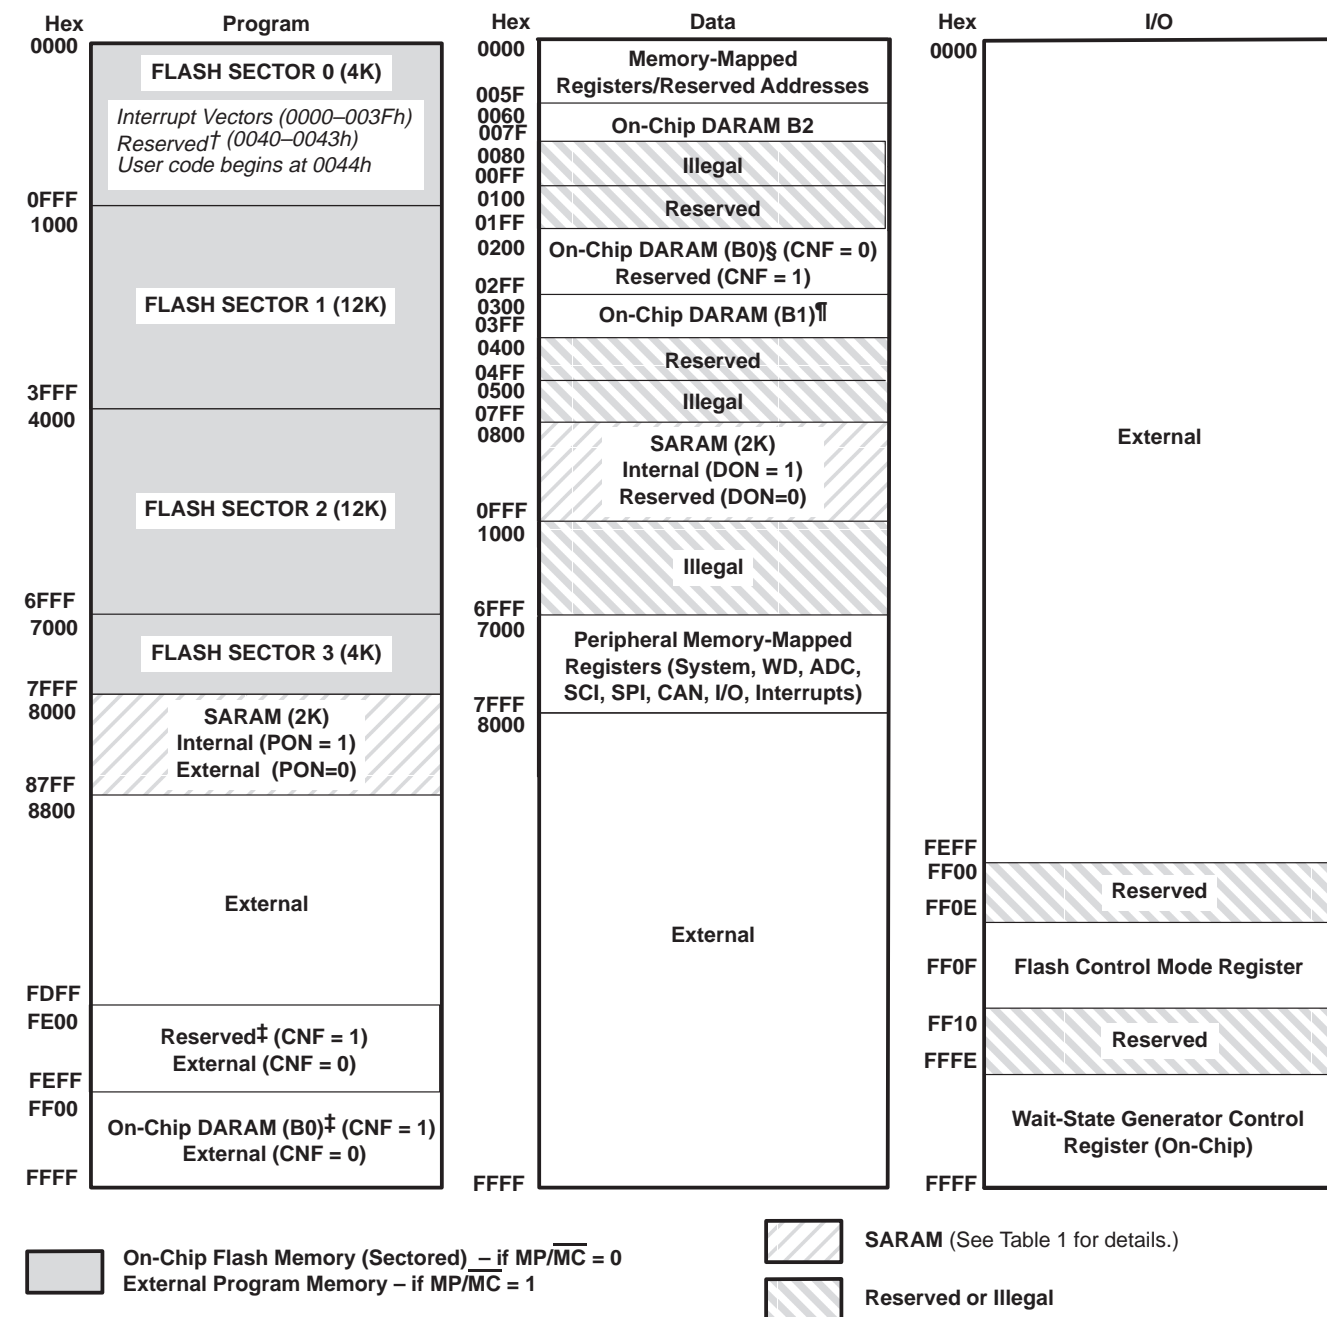 Hex Program
0000
FLASH SECTOR 0 (4K)
Interrupt Vectors (0000–003Fh)
Reserved† (0040–0043h)
User code begins at 0044h
0FFF
1000
FLASH SECTOR 1 (12K)
3FFF
4000
FLASH SECTOR 2 (12K)
6FFF
7000
FLASH SECTOR 3 (4K)
7FFF
8000
SARAM (2K)
Internal (PON = 1)
External (PON=0)
87FF
8800
External
FDFF
FE00
Reserved‡ (CNF = 1)
External (CNF = 0)
FEFF
FF00
On-Chip DARAM (B0)‡ (CNF = 1)
External (CNF = 0)
FFFF
Hex Data
0000
Memory-Mapped
Registers/Reserved Addresses
005F
0060
On-Chip DARAM B2
007F
0080
Illegal
00FF
0100
Reserved
01FF
0200
On-Chip DARAM (B0)§ (CNF = 0)
Reserved (CNF = 1)
02FF
0300
On-Chip DARAM (B1)¶
03FF
0400
Reserved
04FF
0500
Illegal
07FF
0800
SARAM (2K)
Internal (DON = 1)
Reserved (DON=0)
0FFF
1000
Illegal
6FFF
7000
Peripheral Memory-Mapped
Registers (System, WD, ADC,
SCI, SPI, CAN, I/O, Interrupts)
7FFF
8000
External
FFFF
Hex I/O
0000
External
FEFF
FF00
Reserved
FF0E
FF0F Flash Control Mode Register
FF10
Reserved
FFFE
Wait-State Generator Control
Register (On-Chip)
FFFF
On-Chip Flash Memory (Sectored) – if MP/MC = 0
External Program Memory – if MP/MC = 1
SARAM (See Table 1 for details.)
Reserved or Illegal